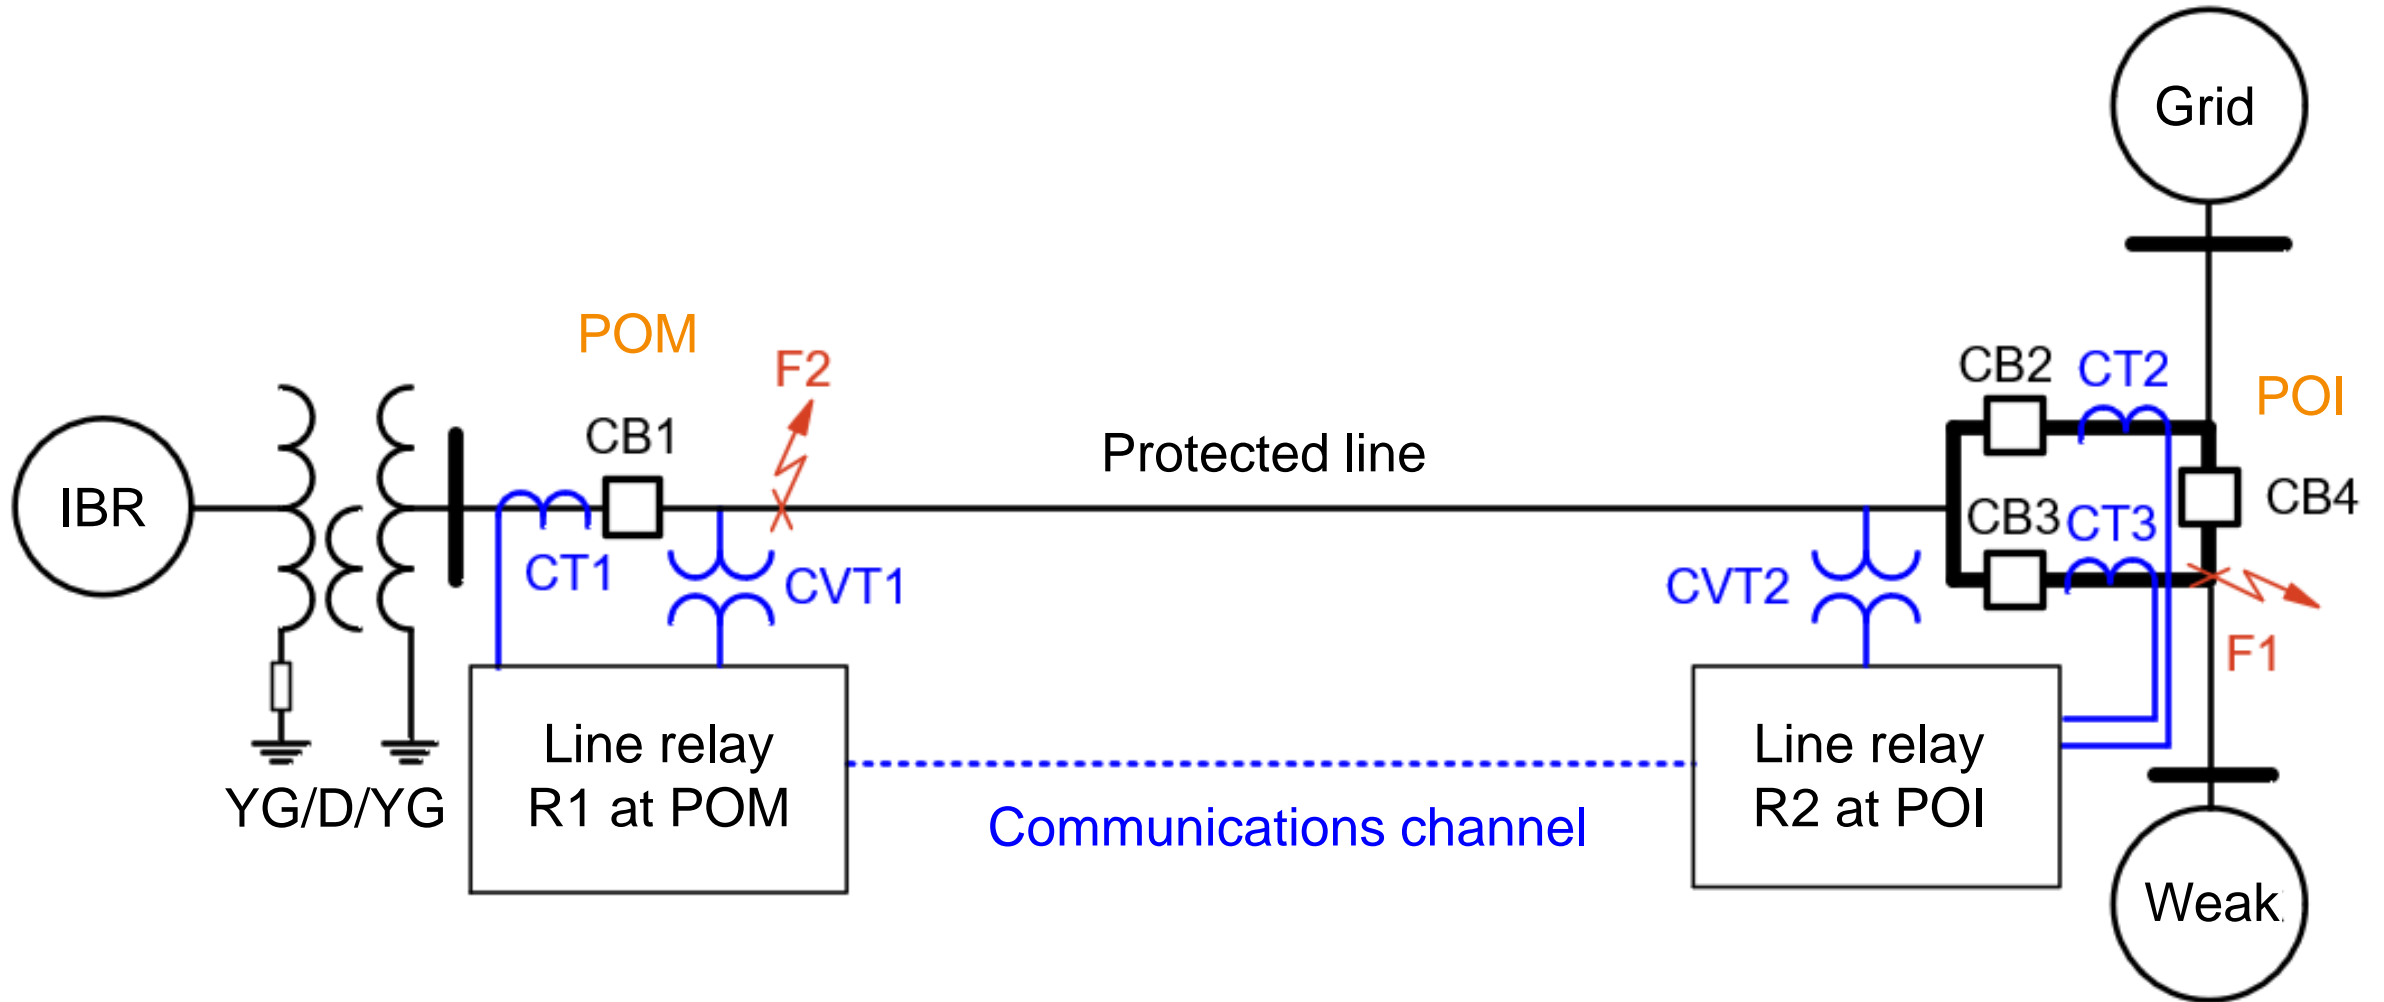 Grid
POM
F2
CB2
CT2
POI
CB1
Protected line
IBR
CB3
CT3
CB4
CT1
CVT1
CVT2
F1
YG/D/YG
Line relay
R1 at POM
Communications channel
Line relay
R2 at POI
Weak